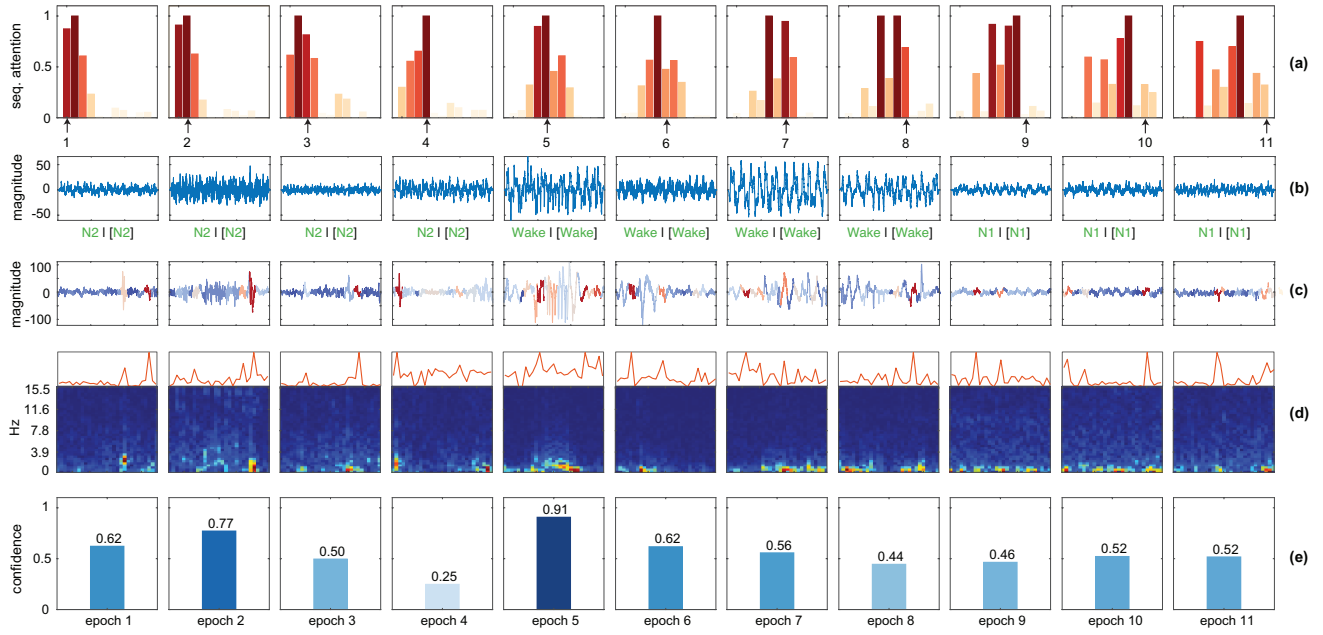 1
0.5
0
seq. attention
(a)
1 2 3 4 5 6 7 8 9 10 11
50
0
-50
magnitude
(b)
N2 I [N2] N2 I [N2] N2 I [N2] N2 I [N2] Wake I [Wake] Wake I [Wake] Wake I [Wake] Wake I [Wake] N1 I [N1] N1 I [N1] N1 I [N1]
100
0
-100
magnitude
(c)
15.5
11.6
7.8
3.9
0
Hz
(d)
1
0.5
0
confidence
0.62 0.77 0.50 0.25 0.91 0.62 0.56 0.44 0.46 0.52 0.52
(e)
epoch 1 epoch 2 epoch 3 epoch 4 epoch 5 epoch 6 epoch 7 epoch 8 epoch 9 epoch 10 epoch 11